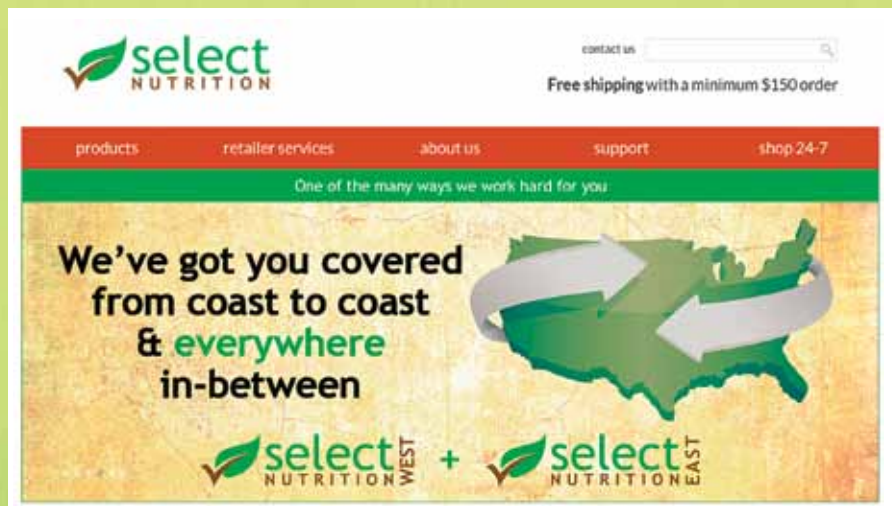 select
NUTRITION
contact us
Free shipping with a minimum $150 order
products retailer services about us support shop 24-7
One of the many ways we work hard for you
We've got you covered
from coast to coast
& everywhere
in-between
select WEST + select EAST
NUTRITION NUTRITION